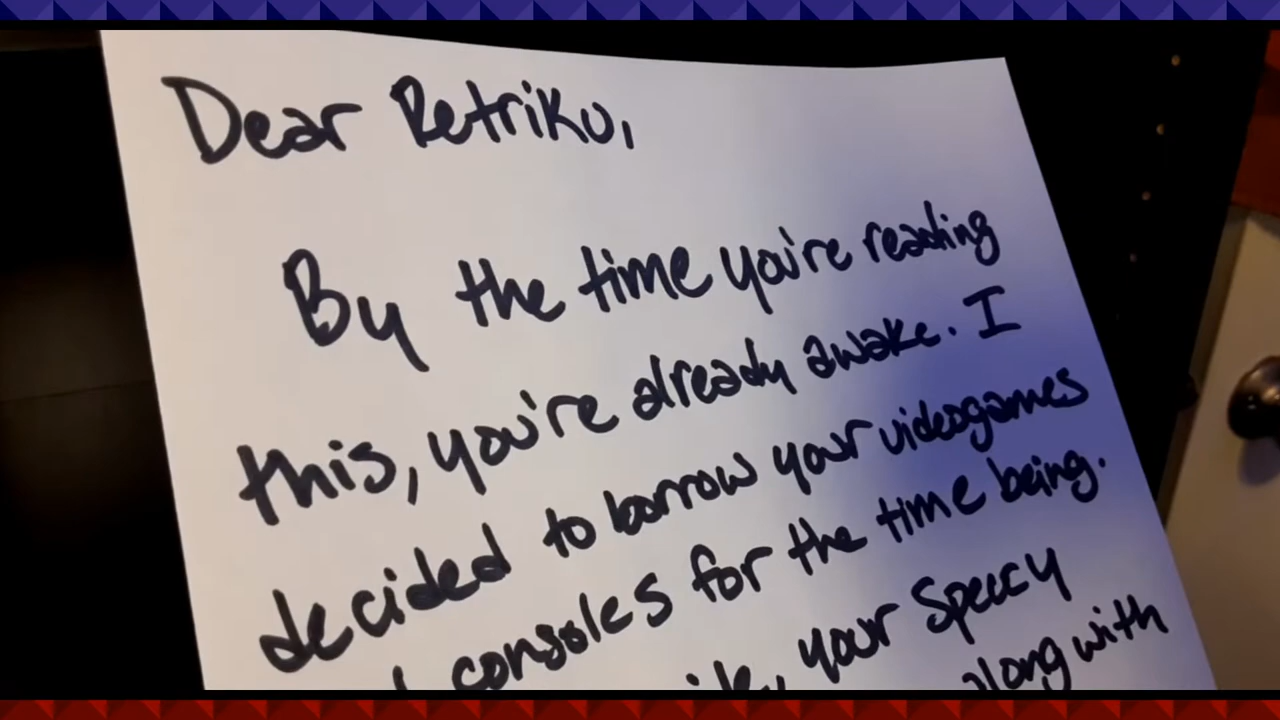 Dear Retriku,
By the time you're reading
this, you're already awake. I
decided to borrow your videogames
consoles for the time being.
your Speccy
along with